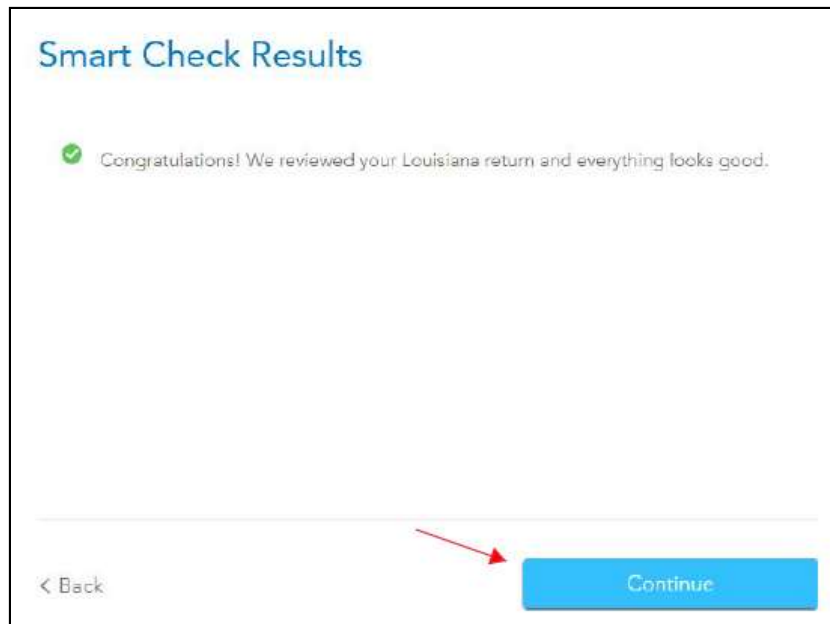 Smart Check Results
Congratulations! We reviewed your Louisiana return and everything looks good.
< Back
Continue